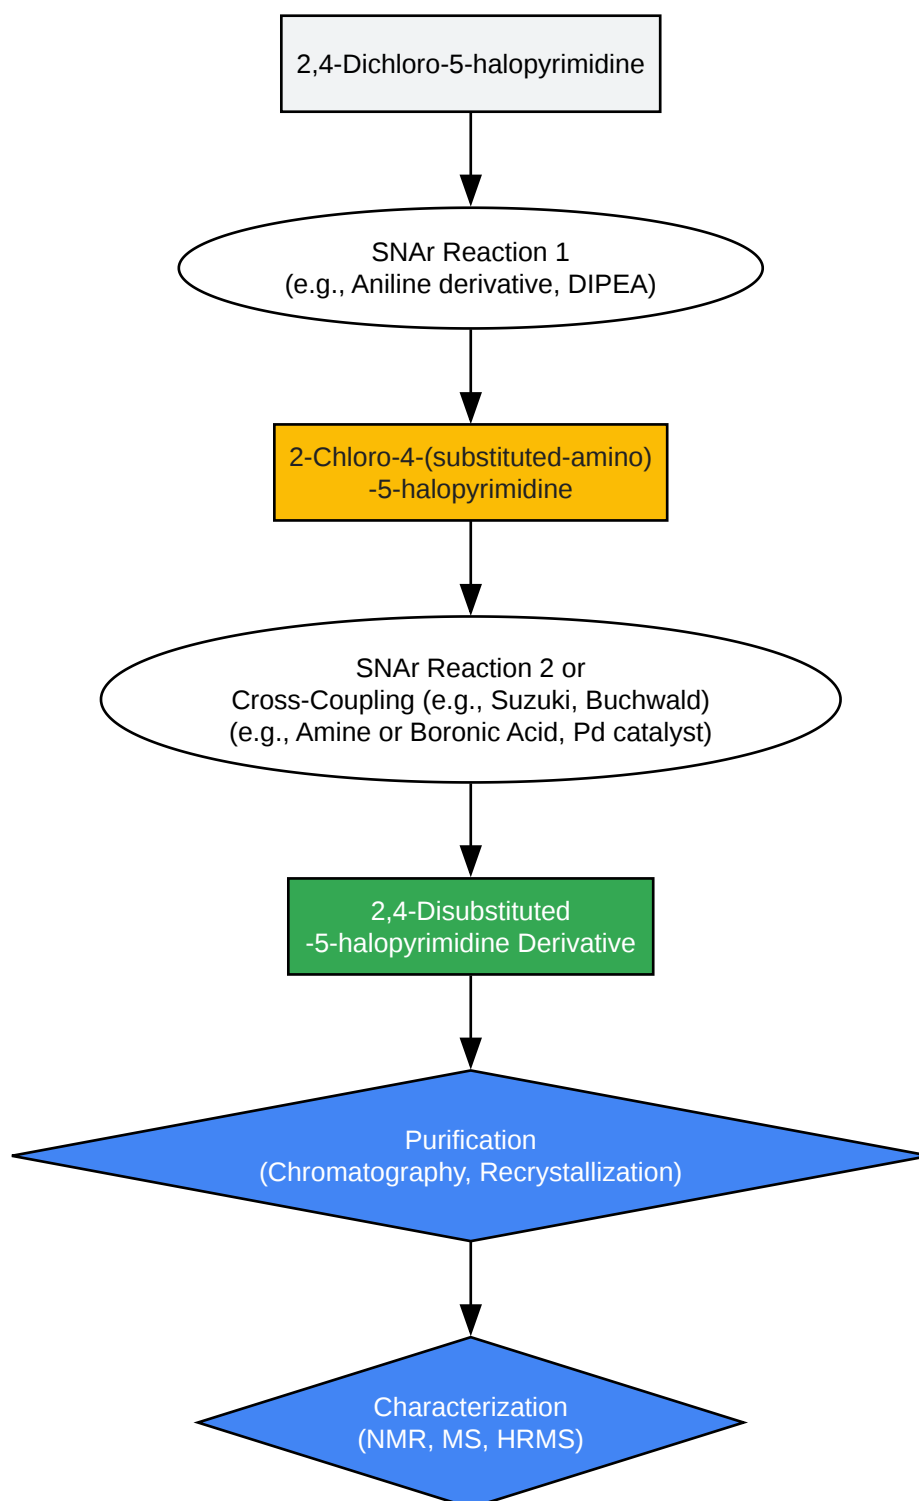 2,4-Dichloro-5-halopyrimidine
SNAr Reaction 1
(e.g., Aniline derivative, DIPEA)
2-Chloro-4-(substituted-amino)
-5-halopyrimidine
SNAr Reaction 2 or
Cross-Coupling (e.g., Suzuki, Buchwald)
(e.g., Amine or Boronic Acid, Pd catalyst)
2,4-Disubstituted
-5-halopyrimidine Derivative
Purification
(Chromatography, Recrystallization)
Characterization
(NMR, MS, HRMS)